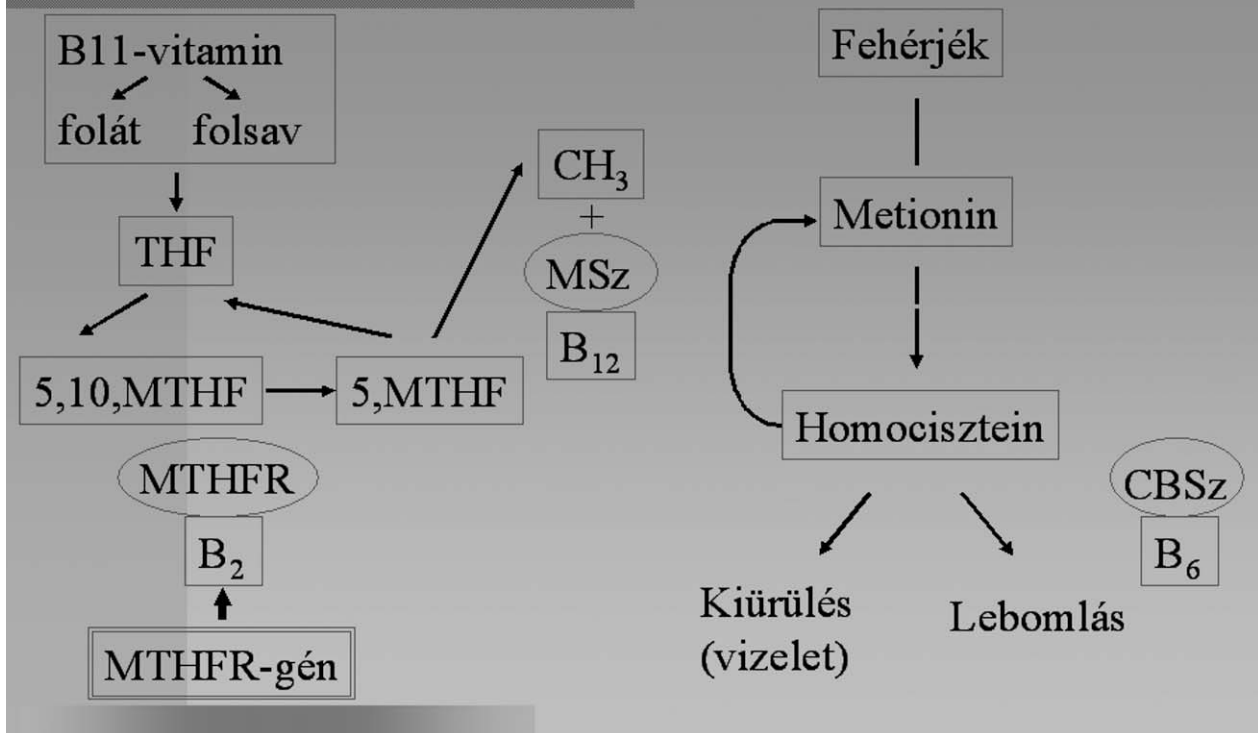 B11-vitamin
folát folsav
THF
5,10,MTHF
5,MTHF
MTHFR
B₂
MTHFR-gén
CH₃
+
MSz
B₁₂
Fehérjék
Metionin
Homocisztein
CBSz
B₆
Kiürülés
(vizelet)
Lebomlás